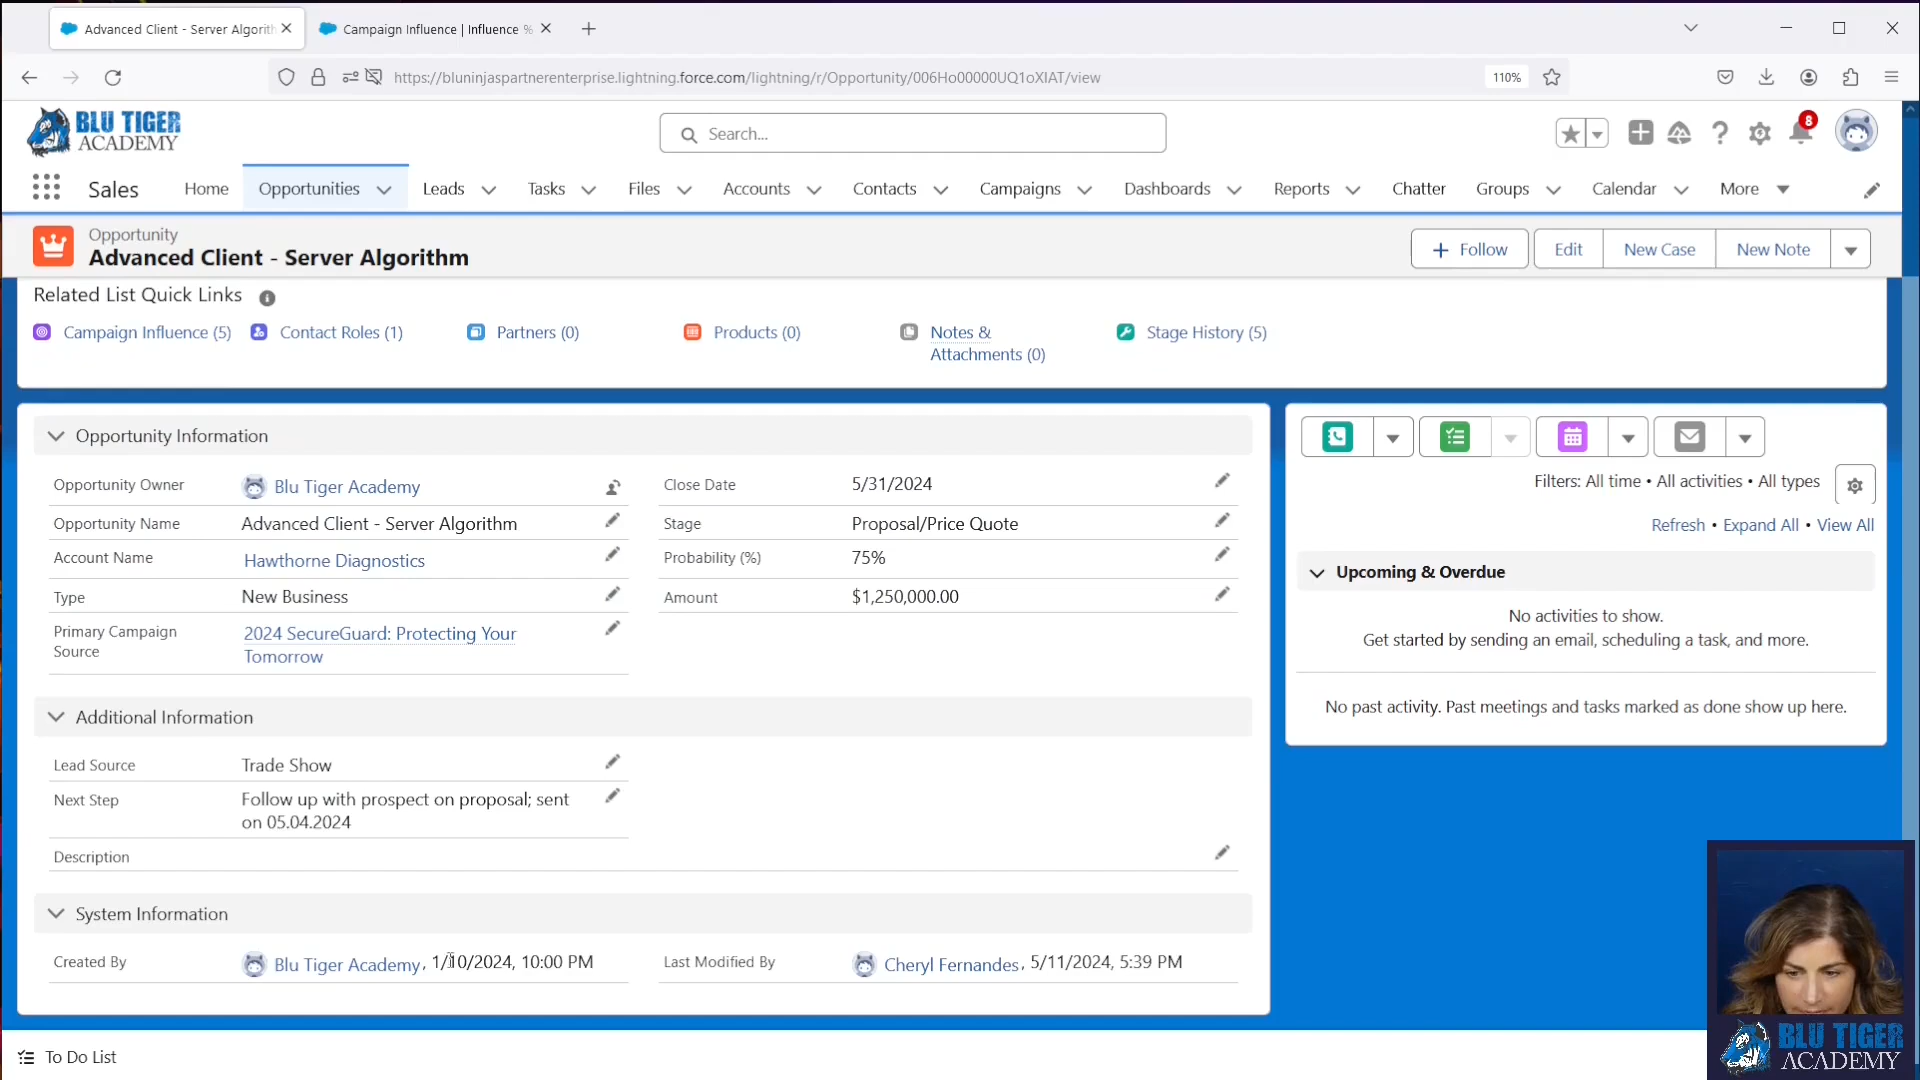 Advanced Client - Server Algorith
Campaign Influence | Influence %
https://bluninjaspartnerenterprise.lightning.force.com/lightning/r/Opportunity/006Ho00000UQ1oXIAT/view
110%
BLU TIGER
ACADEMY
Search...
8
Sales
Home
Opportunities
Leads
Tasks
Files
Accounts
Contacts
Campaigns
Dashboards
Reports
Chatter
Groups
Calendar
More
Opportunity
Advanced Client - Server Algorithm
+ Follow
Edit
New Case
New Note
Related List Quick Links
Campaign Influence (5)
Contact Roles (1)
Partners (0)
Products (0)
Notes &
Attachments (0)
Stage History (5)
Opportunity Information
Opportunity Owner
Blu Tiger Academy
Close Date
5/31/2024
Opportunity Name
Advanced Client - Server Algorithm
Stage
Proposal/Price Quote
Account Name
Hawthorne Diagnostics
Probability (%)
75%
Type
New Business
Amount
$1,250,000.00
Primary Campaign
Source
2024 SecureGuard: Protecting Your
Tomorrow
Additional Information
Lead Source
Trade Show
Next Step
Follow up with prospect on proposal; sent
on 05.04.2024
Description
System Information
Created By
Blu Tiger Academy, 1/10/2024, 10:00 PM
Last Modified By
Cheryl Fernandes, 5/11/2024, 5:39 PM
Filters: All time • All activities • All types
Refresh • Expand All • View All
Upcoming & Overdue
No activities to show.
Get started by sending an email, scheduling a task, and more.
No past activity. Past meetings and tasks marked as done show up here.
To Do List
BLU TIGER
ACADEMY